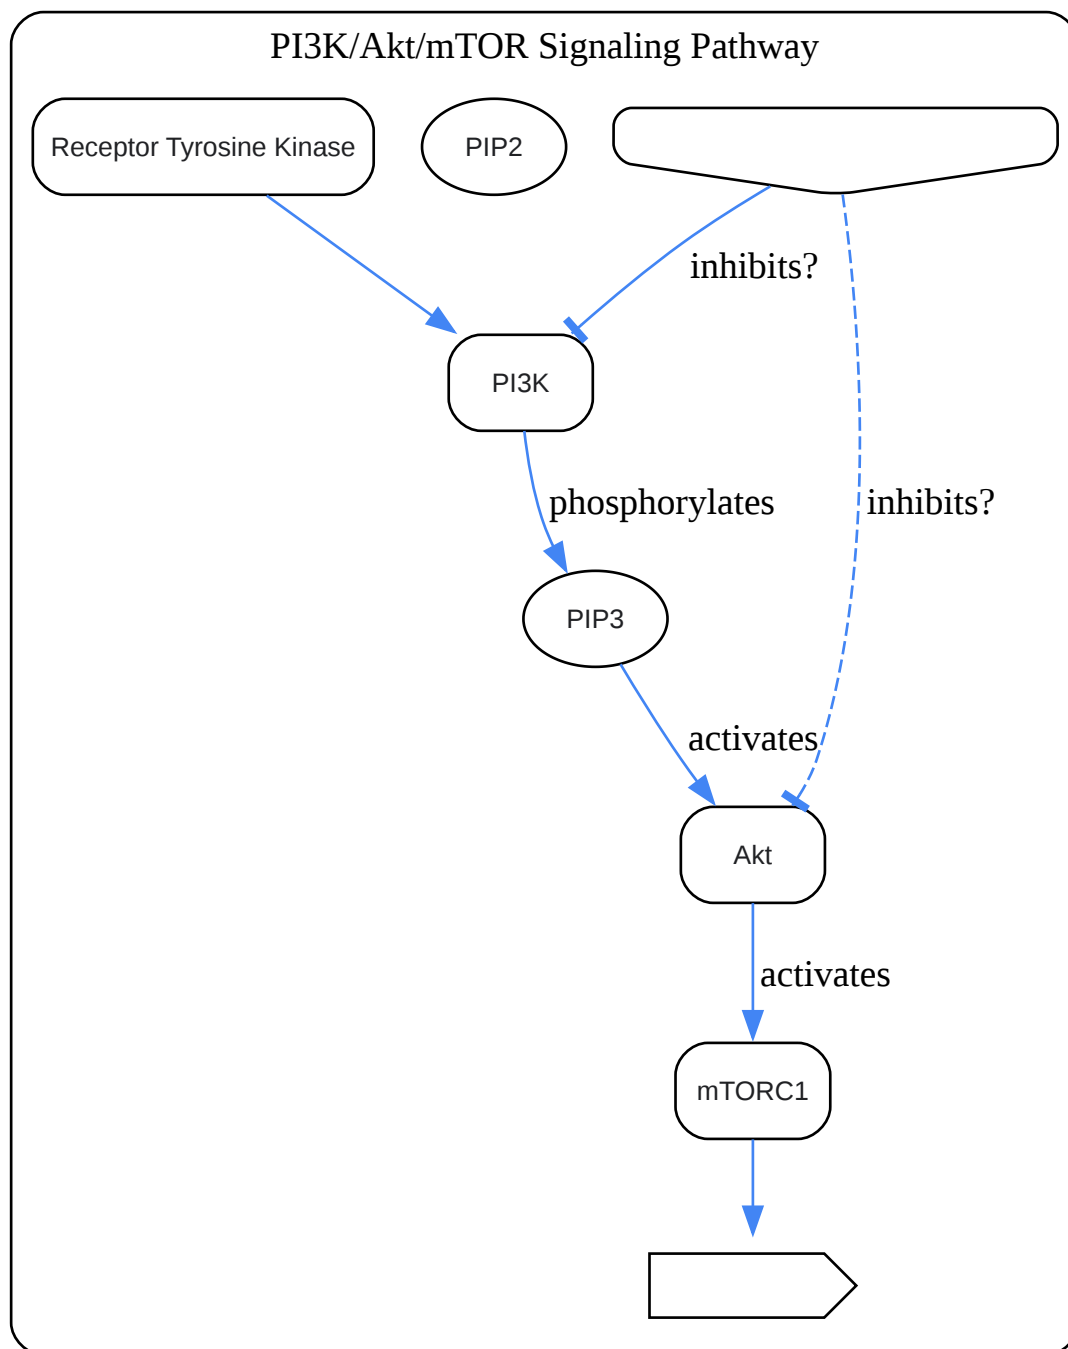 PI3K/Akt/mTOR Signaling Pathway
Receptor Tyrosine Kinase
PIP2
inhibits?
PI3K
phosphorylates
inhibits?
PIP3
activates
Akt
activates
mTORC1